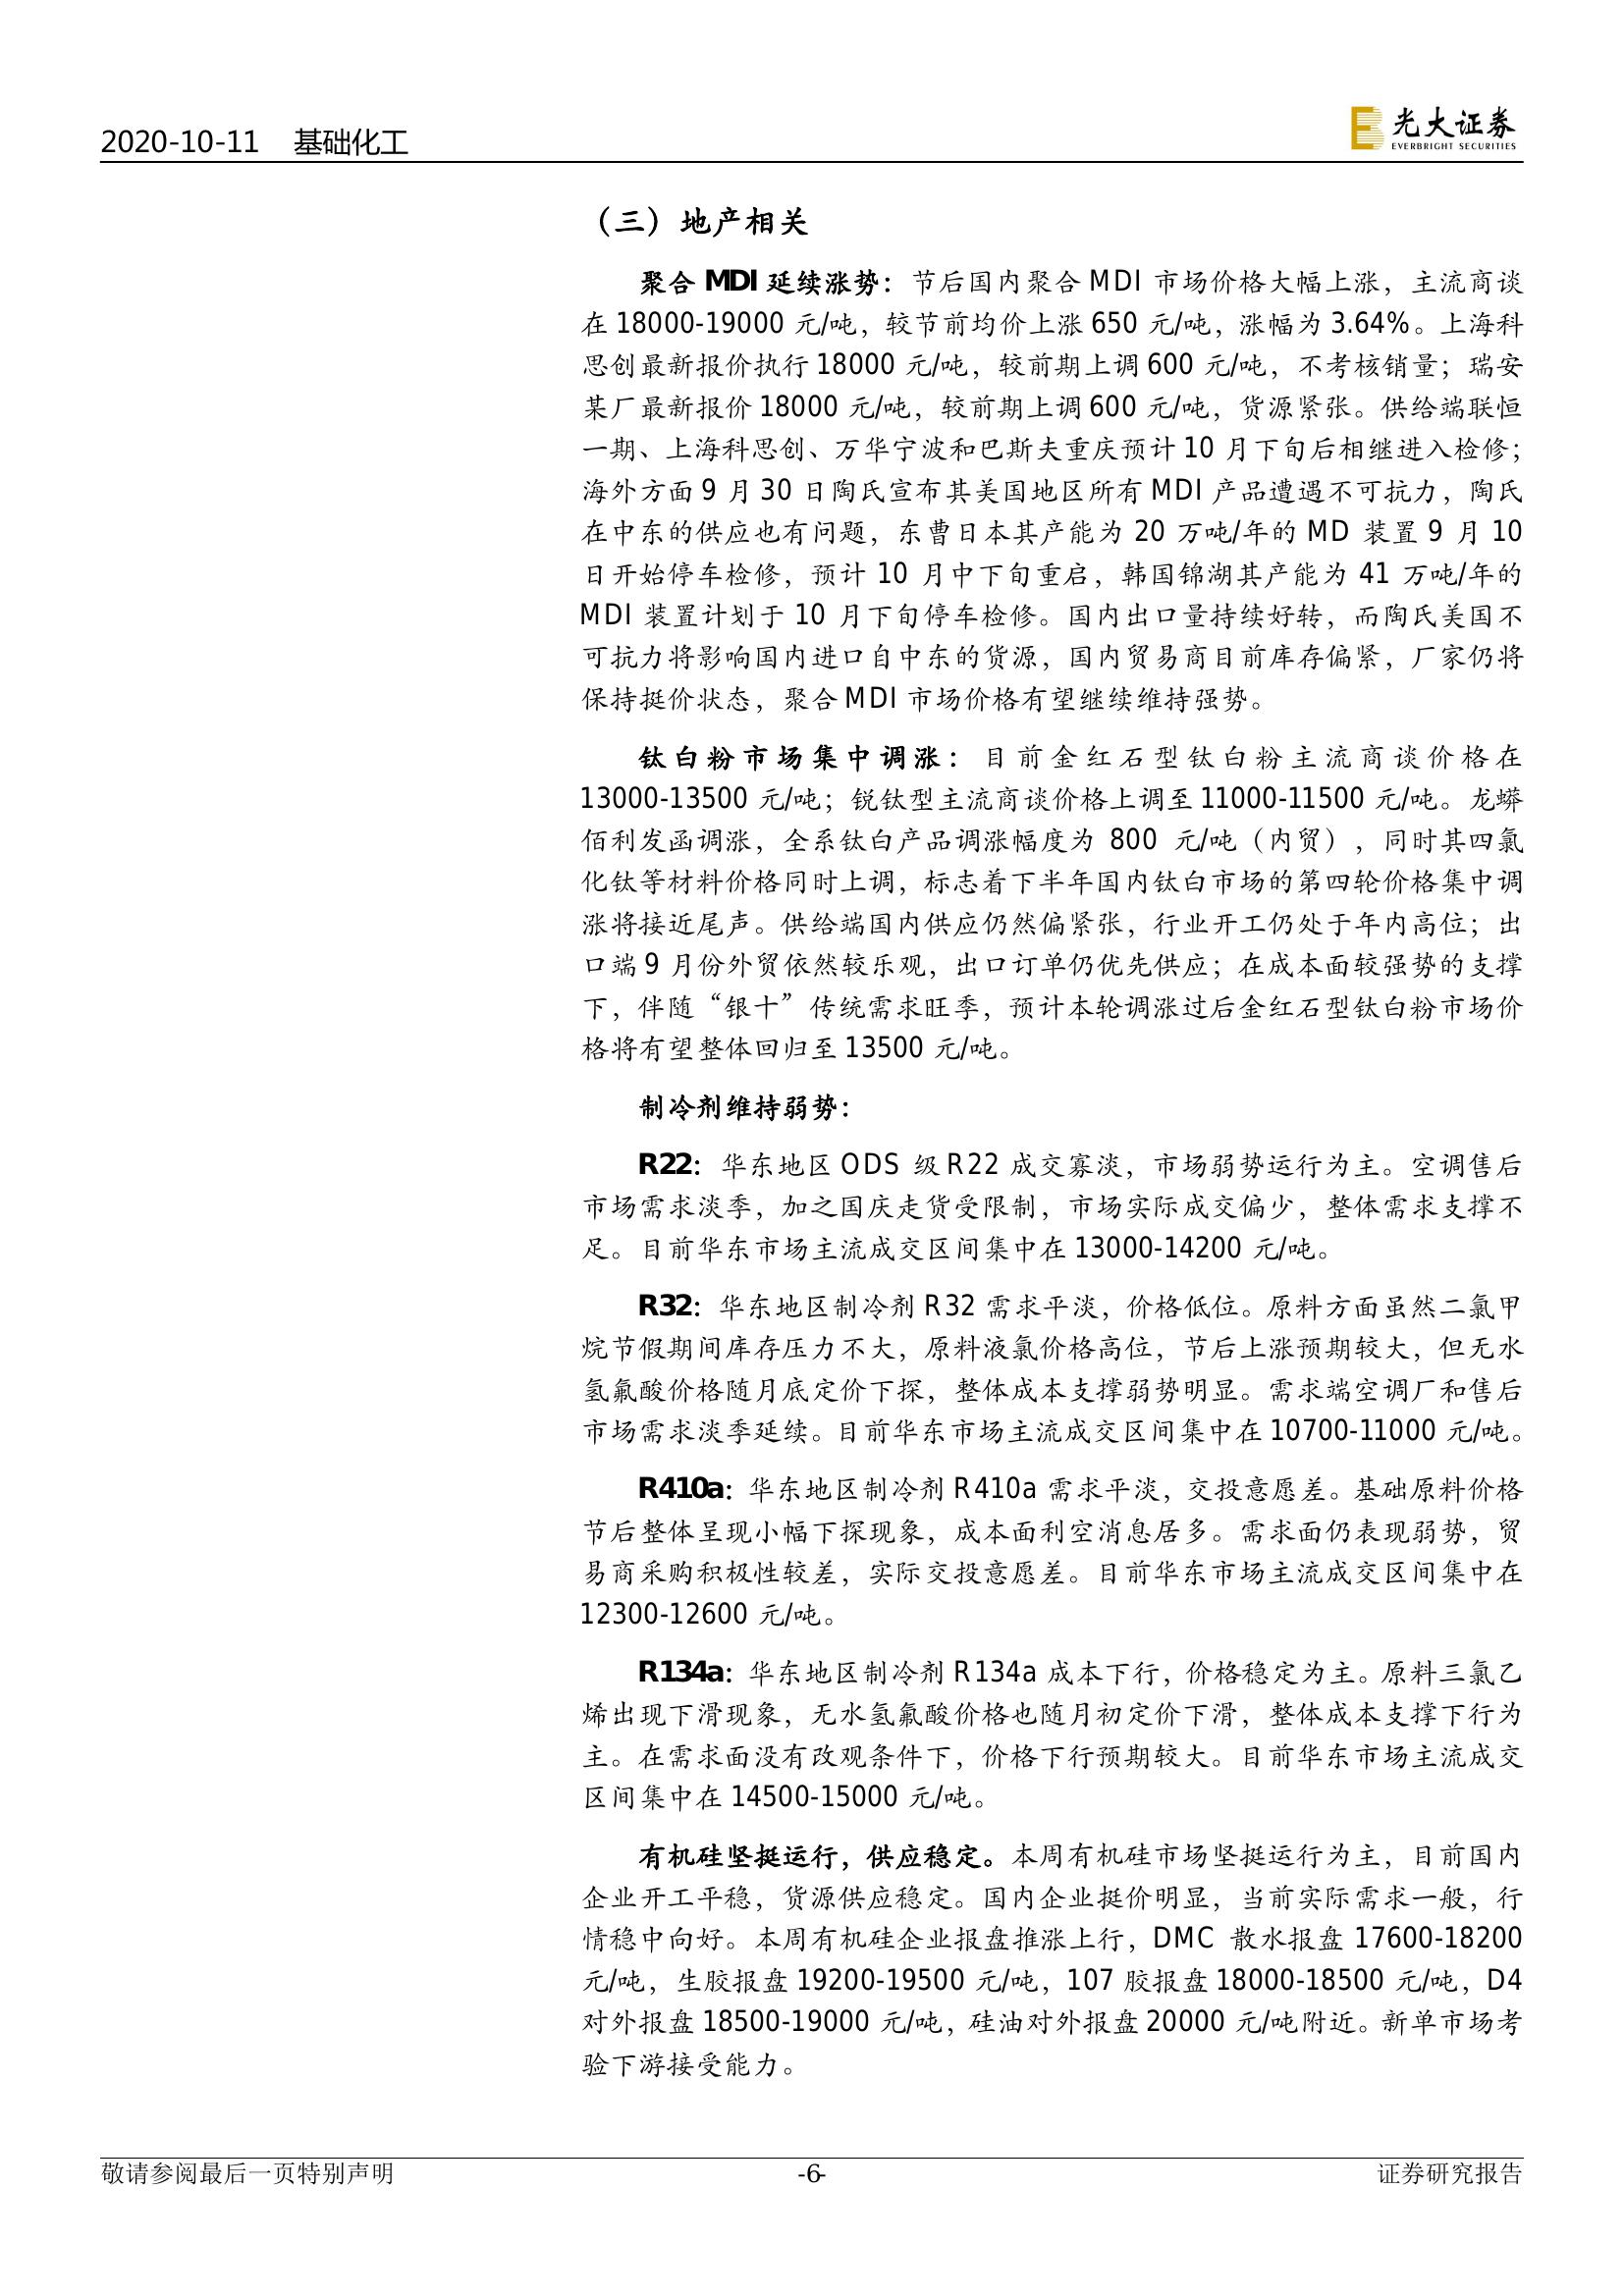 2020-10-11 基础化工
光大证券
EVERBRIGHT SECURITIES
（三）地产相关
聚合 MDI 延续涨势：节后国内聚合 MDI 市场价格大幅上涨，主流商谈
在 18000-19000 元/吨，较节前均价上涨 650 元/吨，涨幅为 3.64%。上海科
思创最新报价执行 18000 元/吨，较前期上调 600 元/吨，不考核销量；瑞安
某厂最新报价 18000 元/吨，较前期上调 600 元/吨，货源紧张。供给端联恒
一期、上海科思创、万华宁波和巴斯夫重庆预计 10 月下旬后相继进入检修；
海外方面 9 月 30 日陶氏宣布其美国地区所有 MDI 产品遭遇不可抗力，陶氏
在中东的供应也有问题，东曹日本其产能为 20 万吨/年的 MD 装置 9 月 10
日开始停车检修，预计 10 月中下旬重启，韩国锦湖其产能为 41 万吨/年的
MDI 装置计划于 10 月下旬停车检修。国内出口量持续好转，而陶氏美国不
可抗力将影响国内进口自中东的货源，国内贸易商目前库存偏紧，厂家仍将
保持挺价状态，聚合 MDI 市场价格有望继续维持强势。
钛白粉市场集中调涨：目前金红石型钛白粉主流商谈价格在
13000-13500 元/吨；锐钛型主流商谈价格上调至 11000-11500 元/吨。龙蟒
佰利发函调涨，全系钛白产品调涨幅度为 800 元/吨（内贸），同时其四氯
化钛等材料价格同时上调，标志着下半年国内钛白市场的第四轮价格集中调
涨将接近尾声。供给端国内供应仍然偏紧张，行业开工仍处于年内高位；出
口端 9 月份外贸依然较乐观，出口订单仍优先供应；在成本面较强势的支撑
下，伴随“银十”传统需求旺季，预计本轮调涨过后金红石型钛白粉市场价
格将有望整体回归至 13500 元/吨。
制冷剂维持弱势：
R22：华东地区 ODS 级 R22 成交寡淡，市场弱势运行为主。空调售后
市场需求淡季，加之国庆走货受限制，市场实际成交偏少，整体需求支撑不
足。目前华东市场主流成交区间集中在 13000-14200 元/吨。
R32：华东地区制冷剂 R32 需求平淡，价格低位。原料方面虽然二氯甲
烷节假期间库存压力不大，原料液氯价格高位，节后上涨预期较大，但无水
氢氟酸价格随月底定价下探，整体成本支撑弱势明显。需求端空调厂和售后
市场需求淡季延续。目前华东市场主流成交区间集中在 10700-11000 元/吨。
R410a：华东地区制冷剂 R410a 需求平淡，交投意愿差。基础原料价格
节后整体呈现小幅下探现象，成本面利空消息居多。需求面仍表现弱势，贸
易商采购积极性较差，实际交投意愿差。目前华东市场主流成交区间集中在
12300-12600 元/吨。
R134a：华东地区制冷剂 R134a 成本下行，价格稳定为主。原料三氯乙
烯出现下滑现象，无水氢氟酸价格也随月初定价下滑，整体成本支撑下行为
主。在需求面没有改观条件下，价格下行预期较大。目前华东市场主流成交
区间集中在 14500-15000 元/吨。
有机硅坚挺运行，供应稳定。本周有机硅市场坚挺运行为主，目前国内
企业开工平稳，货源供应稳定。国内企业挺价明显，当前实际需求一般，行
情稳中向好。本周有机硅企业报盘推涨上行，DMC 散水报盘 17600-18200
元/吨，生胶报盘 19200-19500 元/吨，107 胶报盘 18000-18500 元/吨，D4
对外报盘 18500-19000 元/吨，硅油对外报盘 20000 元/吨附近。新单市场考
验下游接受能力。
敬请参阅最后一页特别声明 -6- 证券研究报告